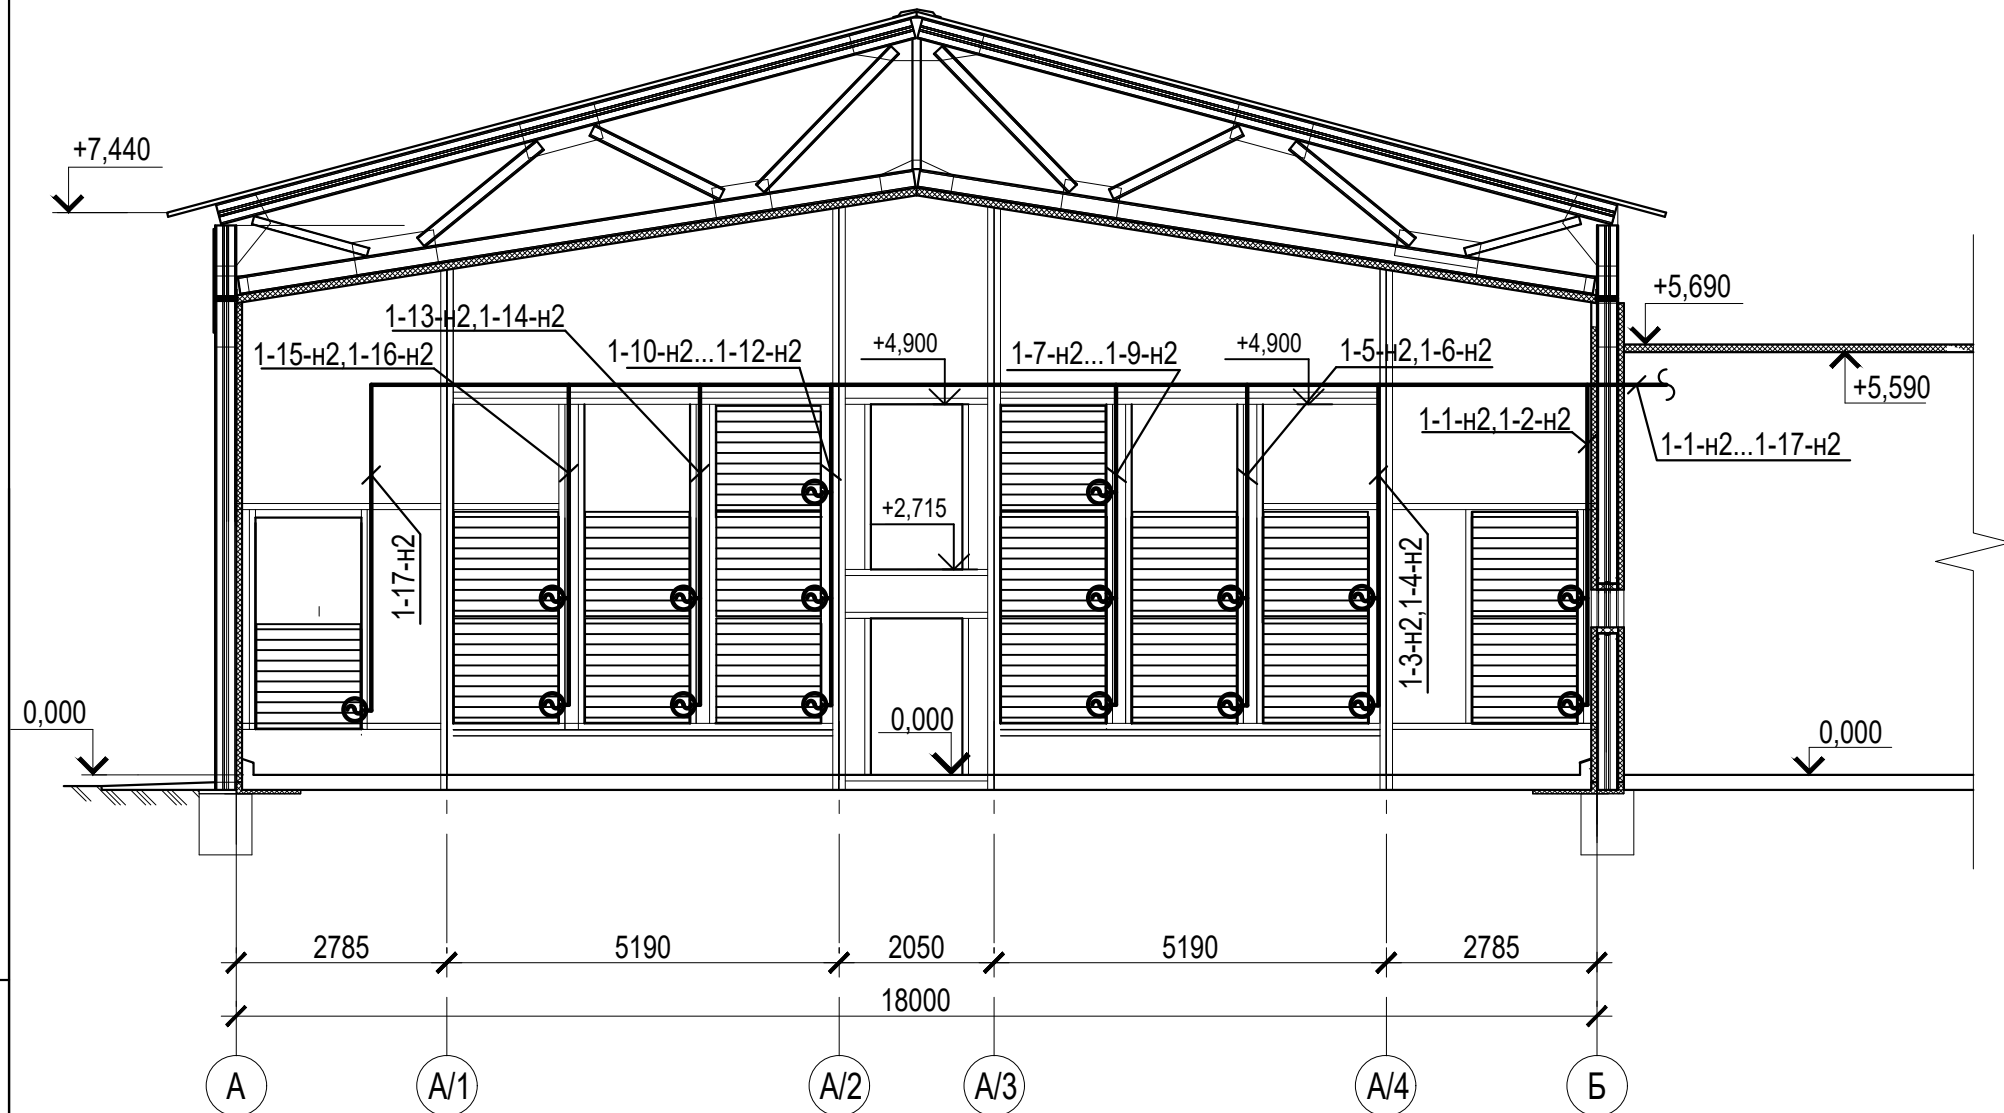 +7,440
+5,690
1-13-н2,1-14-н2
1-15-н2,1-16-н2
1-10-н2...1-12-н2
+4,900
1-7-н2...1-9-н2
+4,900
1-5-н2,1-6-н2
+5,590
1-1-н2,1-2-н2
1-1-н2...1-17-н2
+2,715
1-17-н2
1-3-н2,1-4-н2
0,000
0,000
0,000
2785
5190
2050
5190
2785
18000
А
А/1
А/2
А/3
А/4
Б